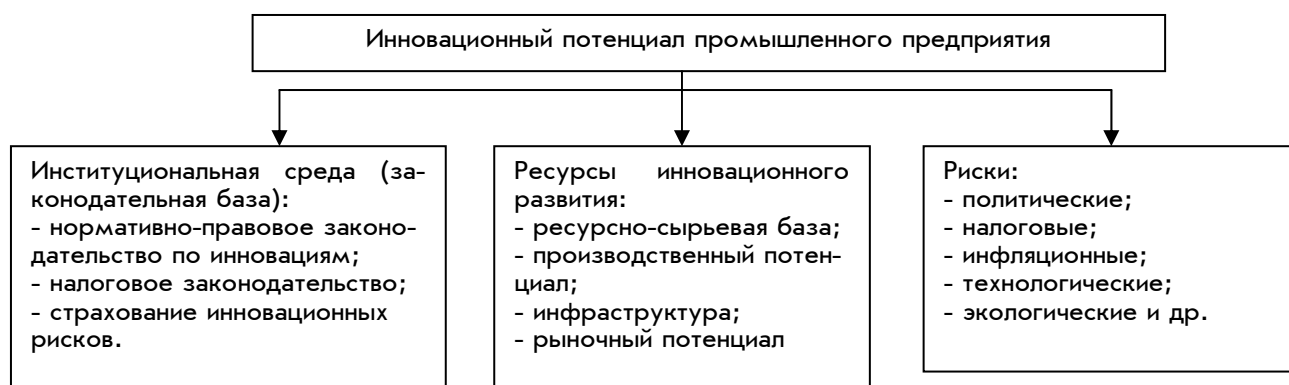 Инновационный потенциал промышленного предприятия
Институциональная среда (за-
конодательная база):
- нормативно-правовое законо-
дательство по инновациям;
- налоговое законодательство;
- страхование инновационных
рисков.
Ресурсы инновационного
развития:
- ресурсно-сырьевая база;
- производственный потен-
циал;
- инфраструктура;
- рыночный потенциал
Риски:
- политические;
- налоговые;
- инфляционные;
- технологические;
- экологические и др.